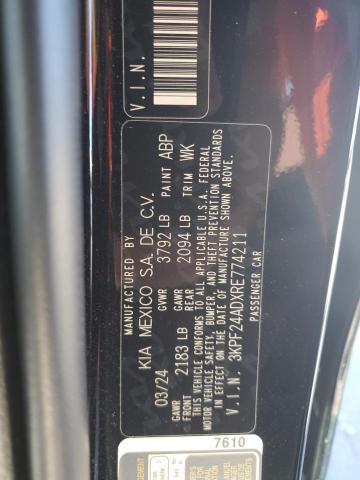 V.I.N.
KIA MEXICO S.A. DE C.V.
03/24 GVWR 3792 LB PAINT ABP
GAWR FRONT 2183 LB GAWR REAR 2094 LB TRIM WK
THIS VEHICLE CONFORMS TO ALL APPLICABLE U.S.A. FEDERAL
MOTOR VEHICLE SAFETY, BUMPER, AND THEFT PREVENTION STANDARDS
IN EFFECT ON THE DATE OF MANUFACTURE SHOWN ABOVE.
V.I.N. 3KPF24ADXRE774211
PASSENGER CAR
7610